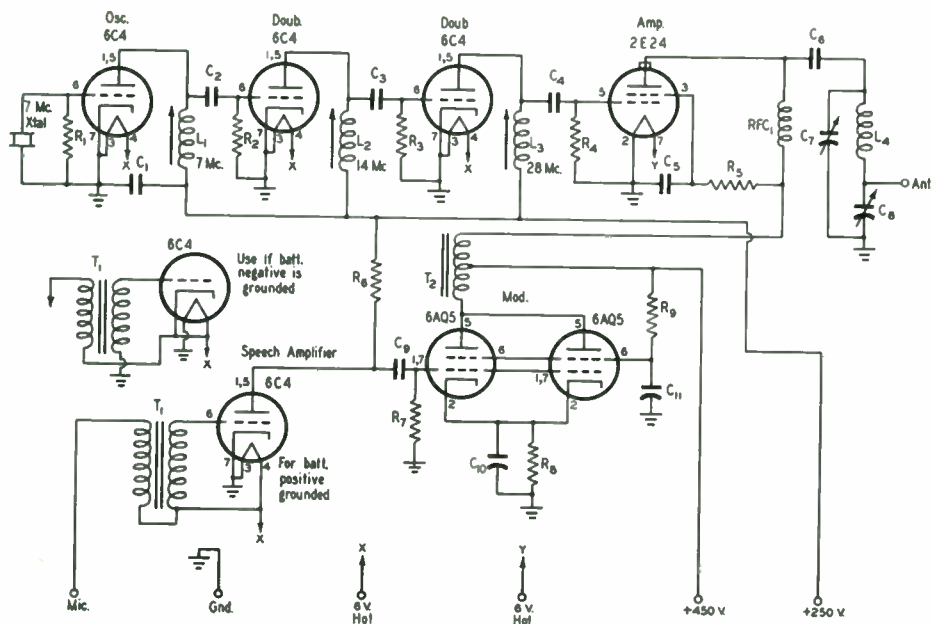 Osc.
6C4
Doub.
6C4
Doub
6C4
Amp.
2E24
1,5
1,5
1,5
C6
6
C2
6
C3
6
C4
5
3
7 Mc.
Xtal
R1
7
3
4
X
L1
7 Mc.
R2
7
3
4
X
L2
14 Mc
R3
7
3
4
X
L3
28 Mc.
R4
2
7
Y
C5
R5
RFC1
C7
L4
C1
Ant
C8
6C4
T1
Use if batt.
negative is
grounded
X
R6
T2
Mod.
6AQ5
6AQ5
R9
5
5
Speech Amplifier
C9
1,7
6
1,7
6
1,5
6C4
T1
6
2
2
C11
R7
7
3
4
For batt.
positive
grounded
C10
R8
X
X
Y
Mic.
Gnd.
6 V.
Hot
6 V.
Hot
+450 V.
+250 V.